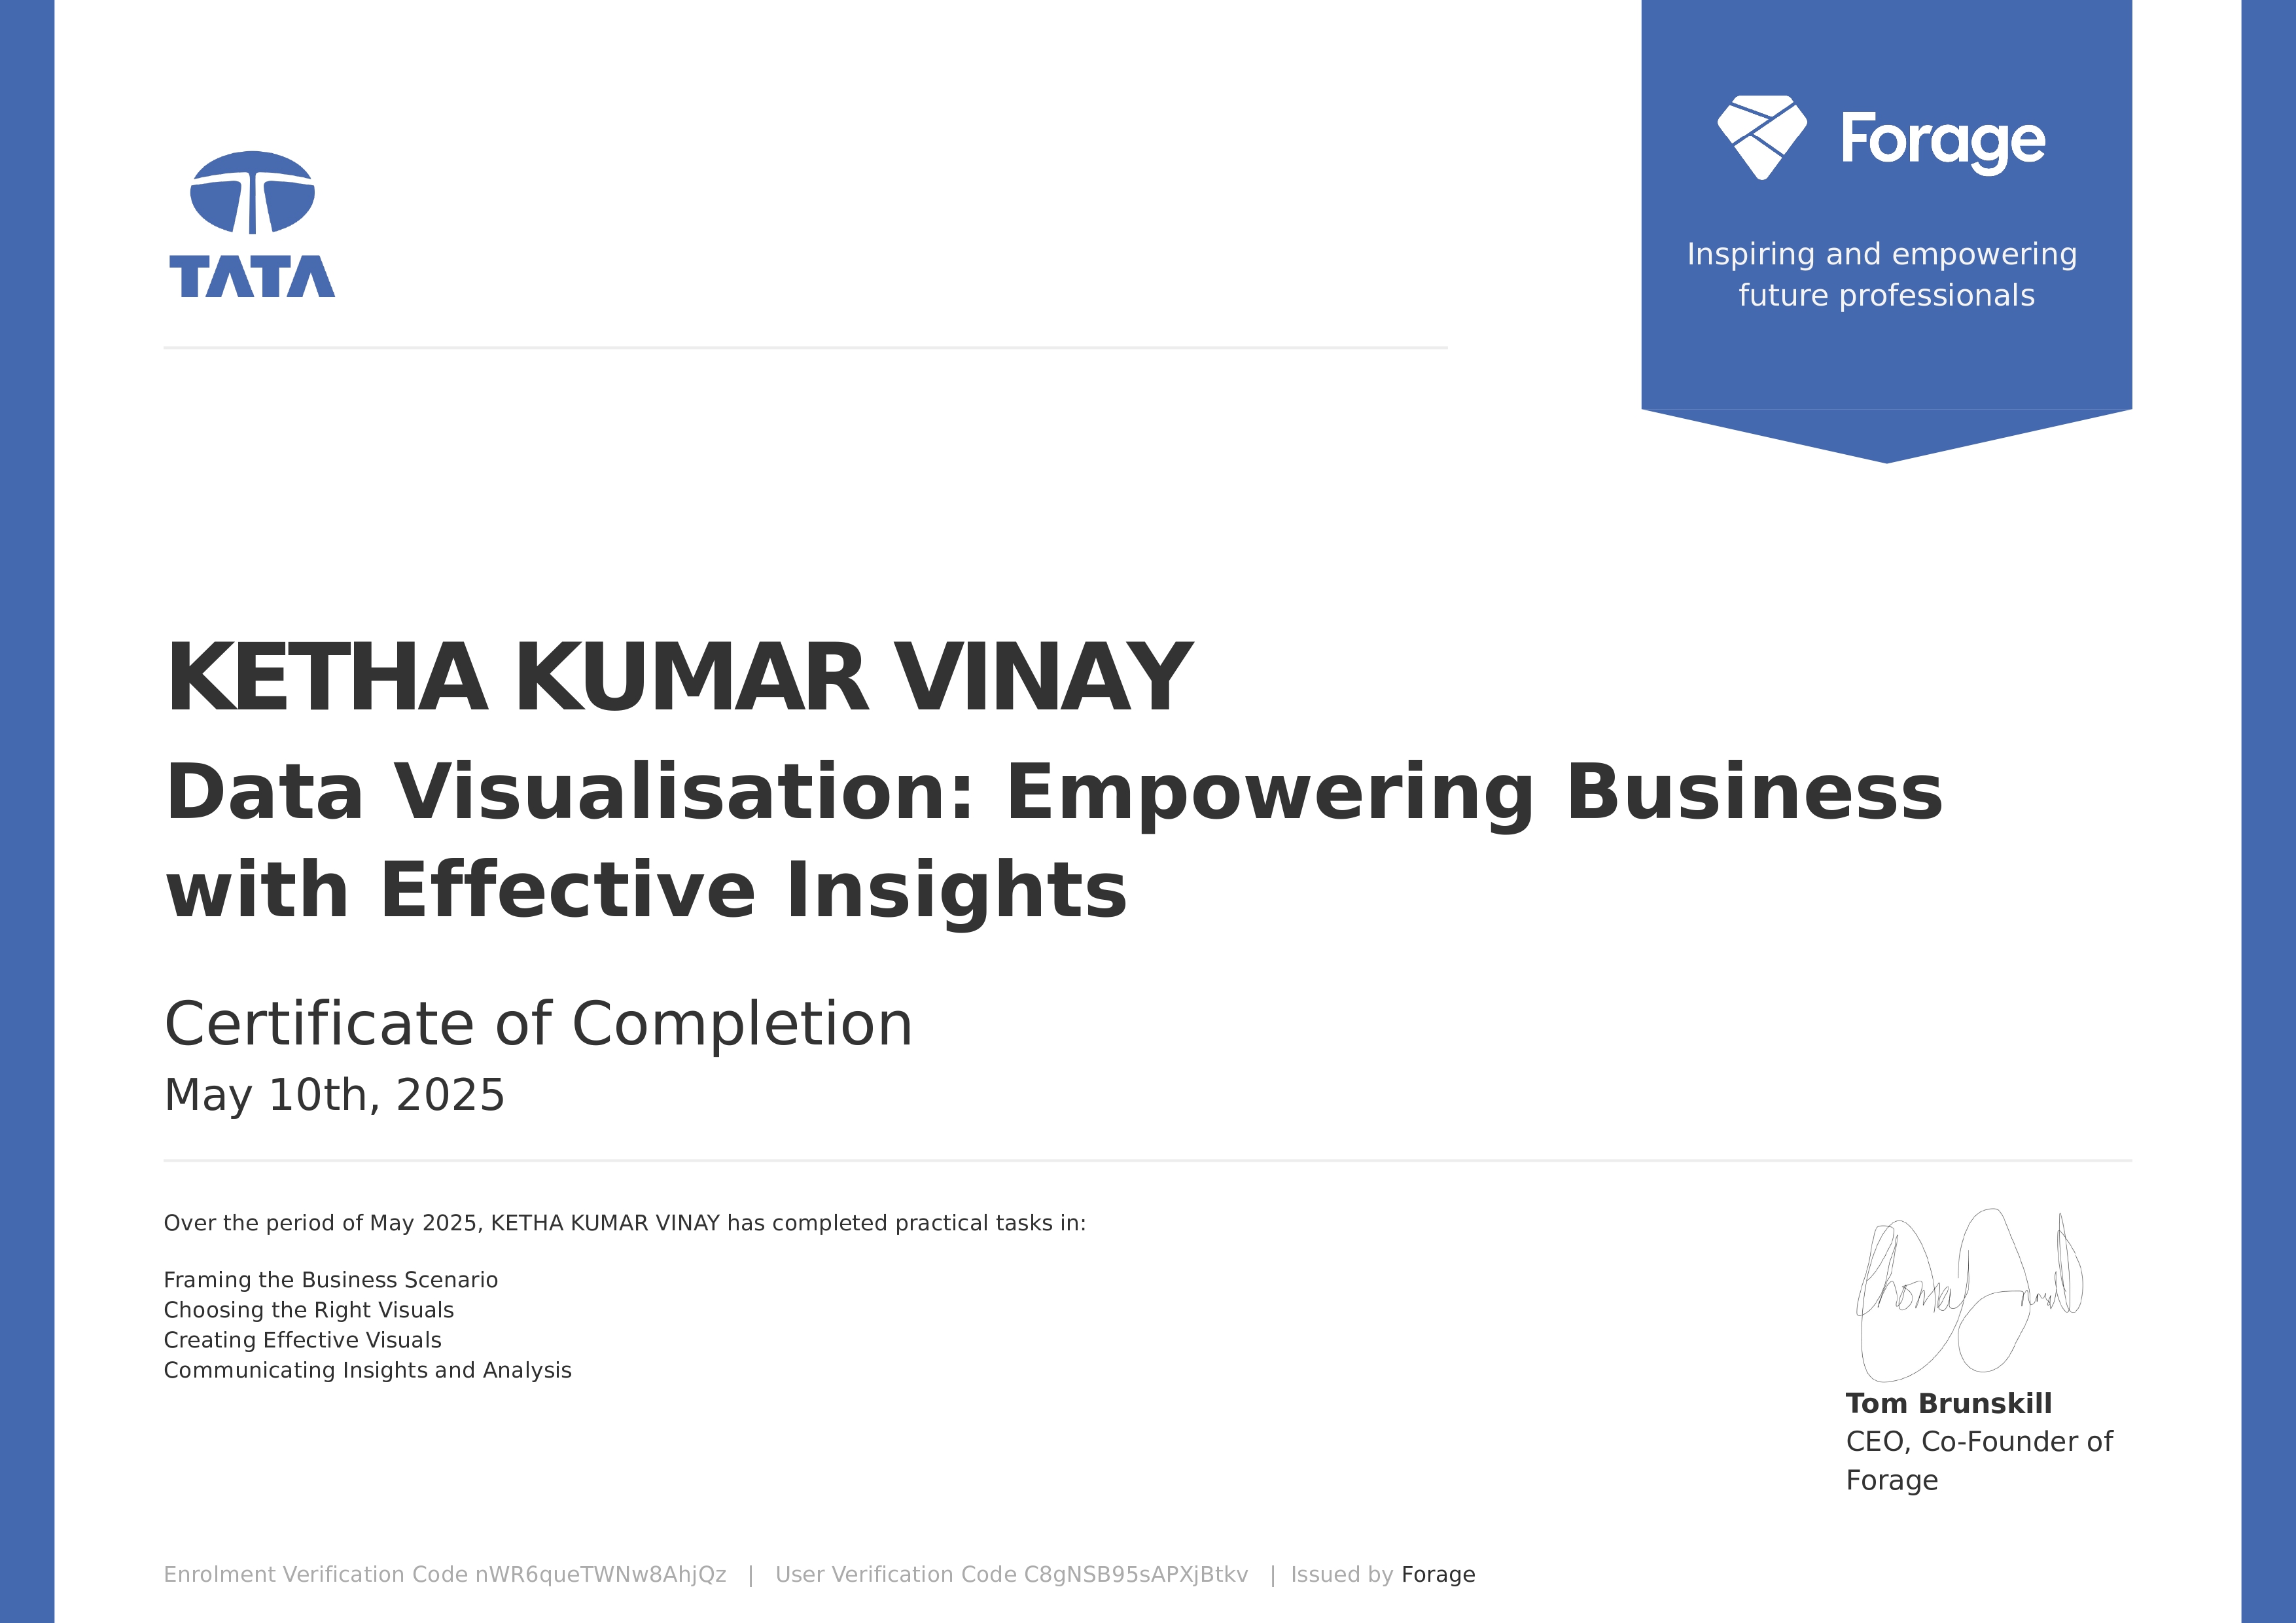 TATA
Forage
Inspiring and empowering
future professionals
KETHA KUMAR VINAY
Data Visualisation: Empowering Business
with Effective Insights
Certificate of Completion
May 10th, 2025
Over the period of May 2025, KETHA KUMAR VINAY has completed practical tasks in:
Framing the Business Scenario
Choosing the Right Visuals
Creating Effective Visuals
Communicating Insights and Analysis
Tom Brunskill
CEO, Co-Founder of
Forage
Enrolment Verification Code nWR6queTWNw8AhjQz | User Verification Code C8gNSB95sAPXjBtkv | Issued by Forage